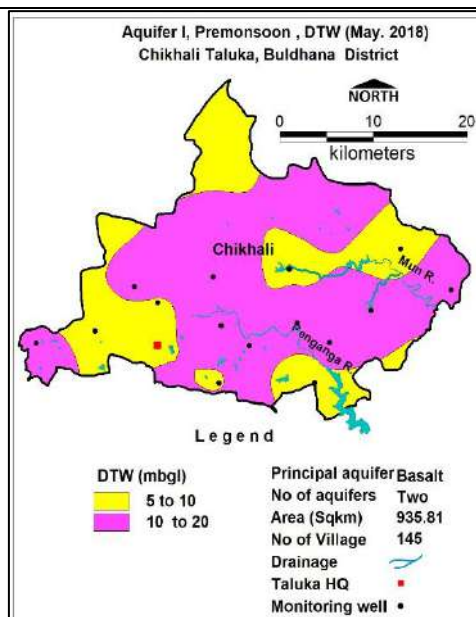 Aquifer I, Premonsoon , DTW (May. 2018)
Chikhali Taluka, Buldhana District
NORTH
0 10 20
kilometers
Chikhali
Mun R.
Penganga R.
Legend
DTW (mbgl)
5 to 10
10 to 20
Principal aquifer Basalt
No of aquifers Two
Area (Sqkm) 935.81
No of Village 145
Drainage
Taluka HQ
Monitoring well